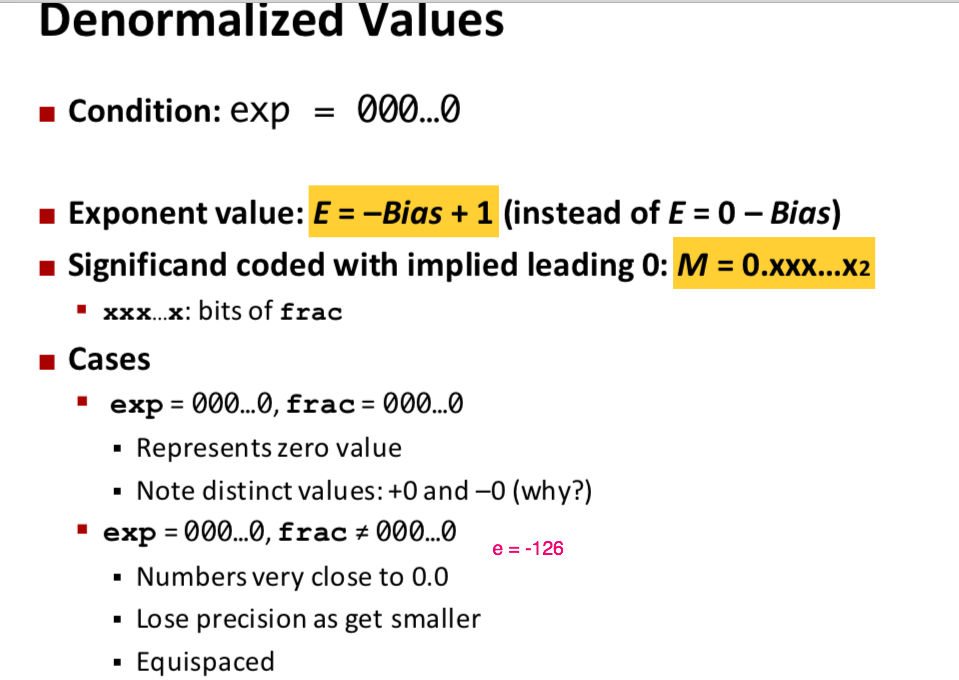 Denormalized Values
Condition: exp = 000…0
Exponent value: E = –Bias + 1 (instead of E = 0 – Bias)
Significand coded with implied leading 0: M = 0.xxx…x2
xxx…x: bits of frac
Cases
exp = 000…0, frac = 000…0
Represents zero value
Note distinct values: +0 and –0 (why?)
exp = 000…0, frac ≠ 000…0
e = -126
Numbers very close to 0.0
Lose precision as get smaller
Equispaced